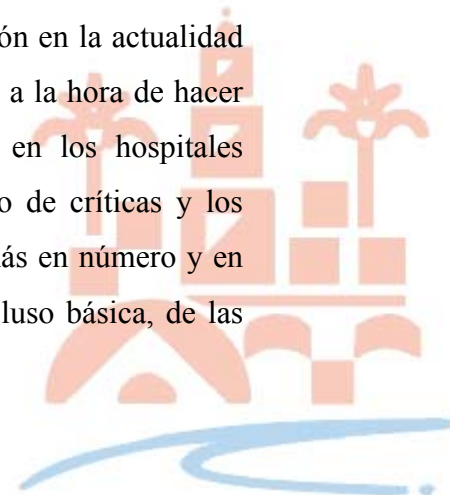 ón en la actualidad
a la hora de hacer
en los hospitales
o de críticas y los
ás en número y en
luso básica, de las